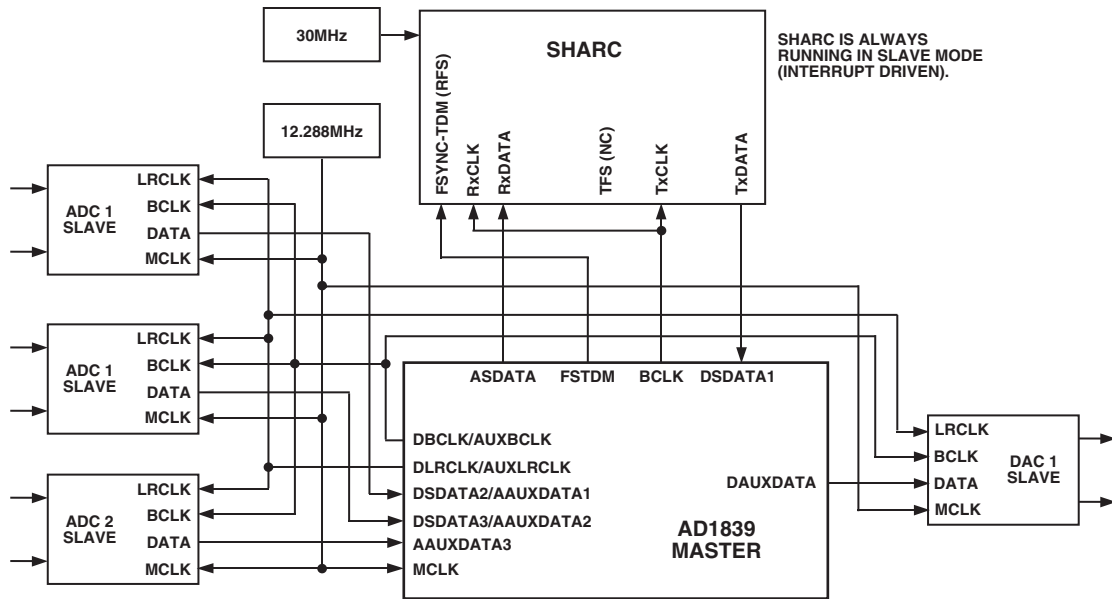 30MHz
SHARC
SHARC IS ALWAYS
RUNNING IN SLAVE MODE
(INTERRUPT DRIVEN).
12.288MHz
FSYNC-TDM (RFS)
RxCLK
RxDATA
TFS (NC)
TxCLK
TxDATA
ADC 1
SLAVE
LRCLK
BCLK
DATA
MCLK
ADC 1
SLAVE
LRCLK
BCLK
DATA
MCLK
ADC 2
SLAVE
LRCLK
BCLK
DATA
MCLK
ASDATA
FSTDM
BCLK
DSDATA1
DBCLK/AUXBCLK
DLRCLK/AUXLRCLK
DSDATA2/AAUXDATA1
DSDATA3/AAUXDATA2
AAUXDATA3
MCLK
DAUXDATA
AD1839
MASTER
LRCLK
BCLK
DATA
MCLK
DAC 1
SLAVE